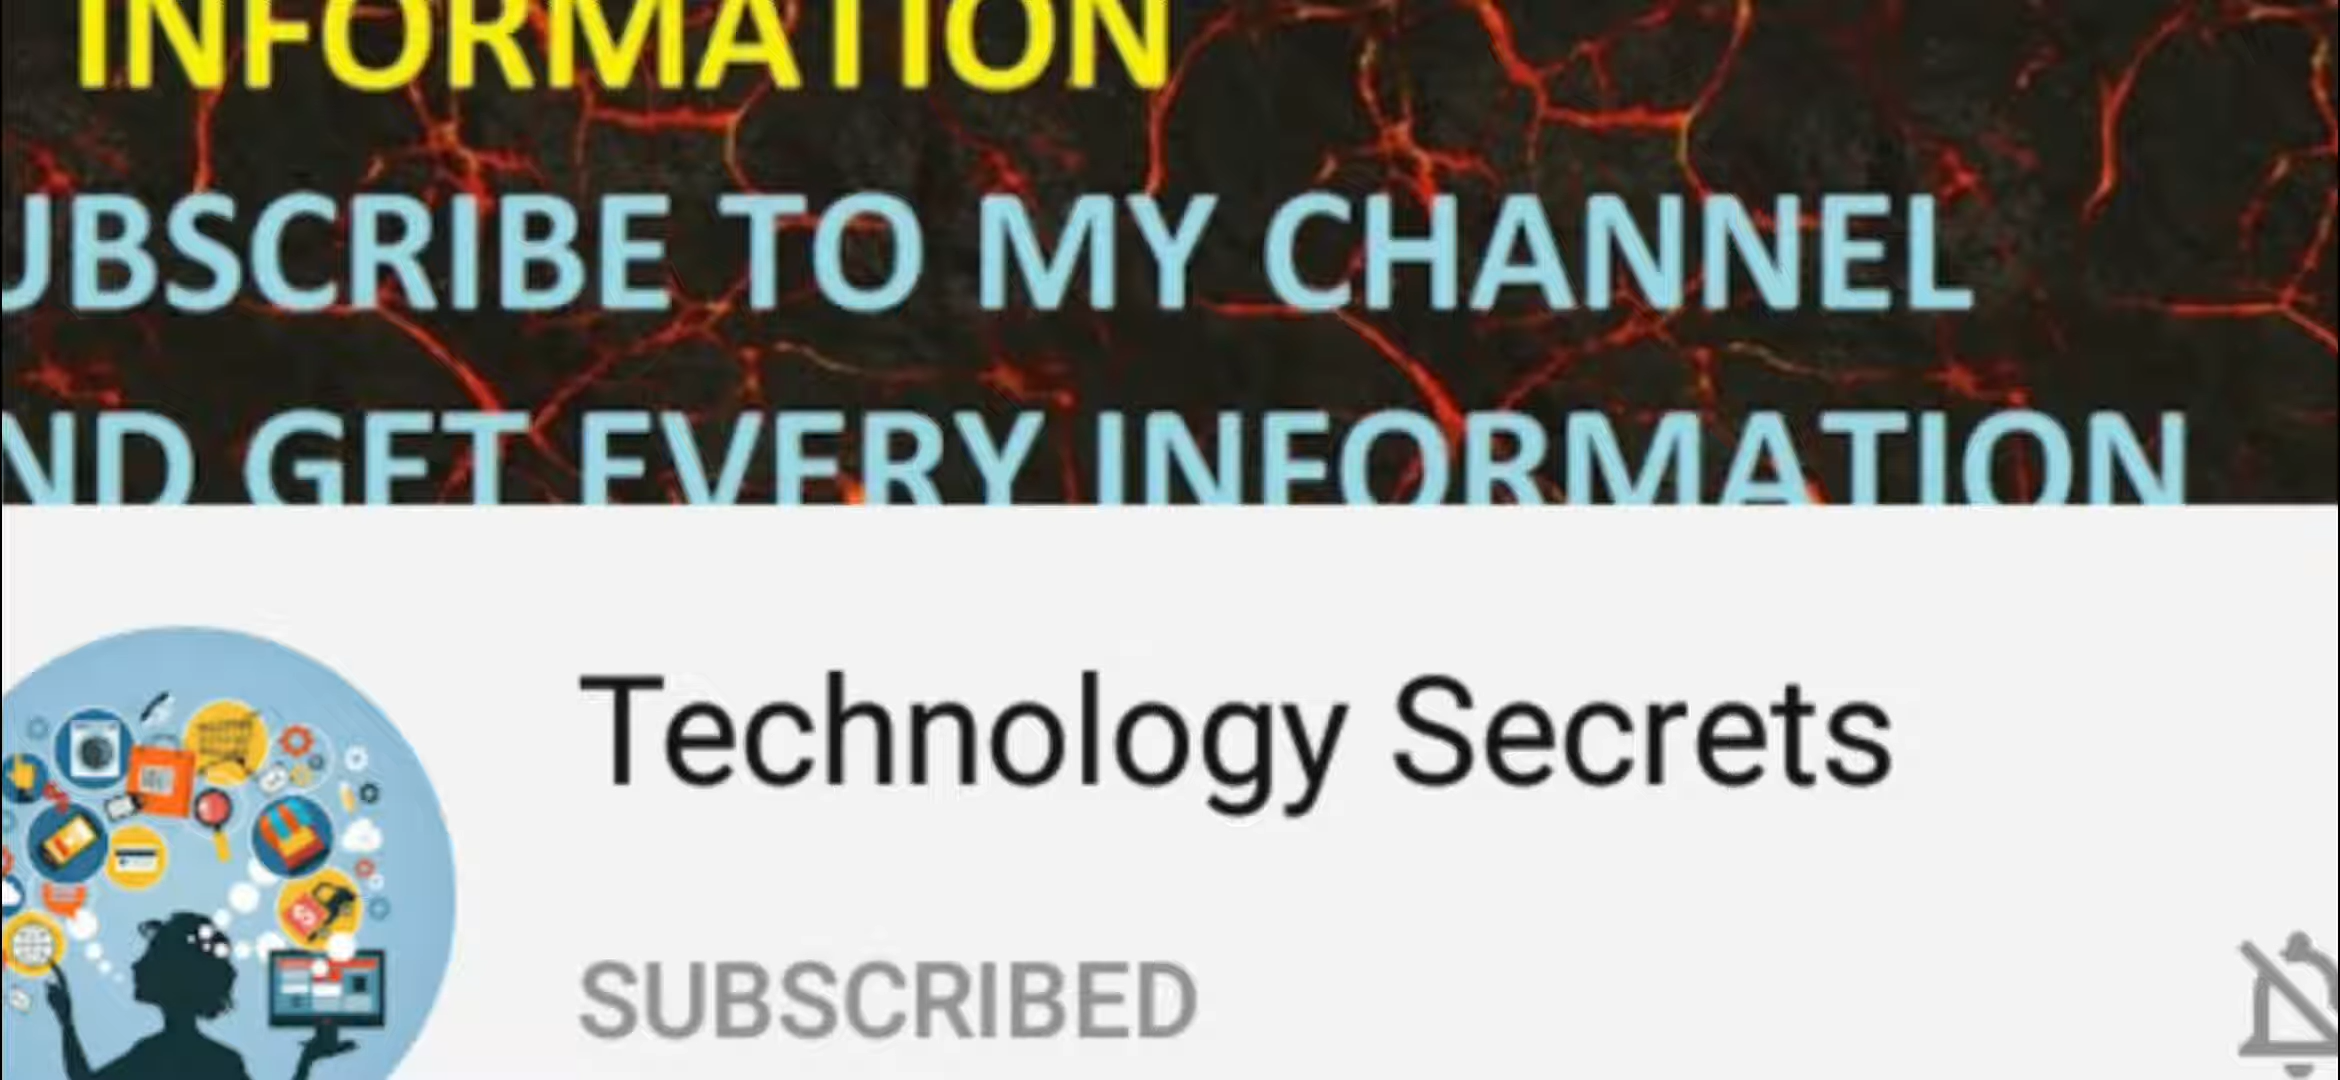 INFORMATION
UBSCRIBE TO MY CHANNEL
ND GET EVERY INFORMATION
Technology Secrets
SUBSCRIBED